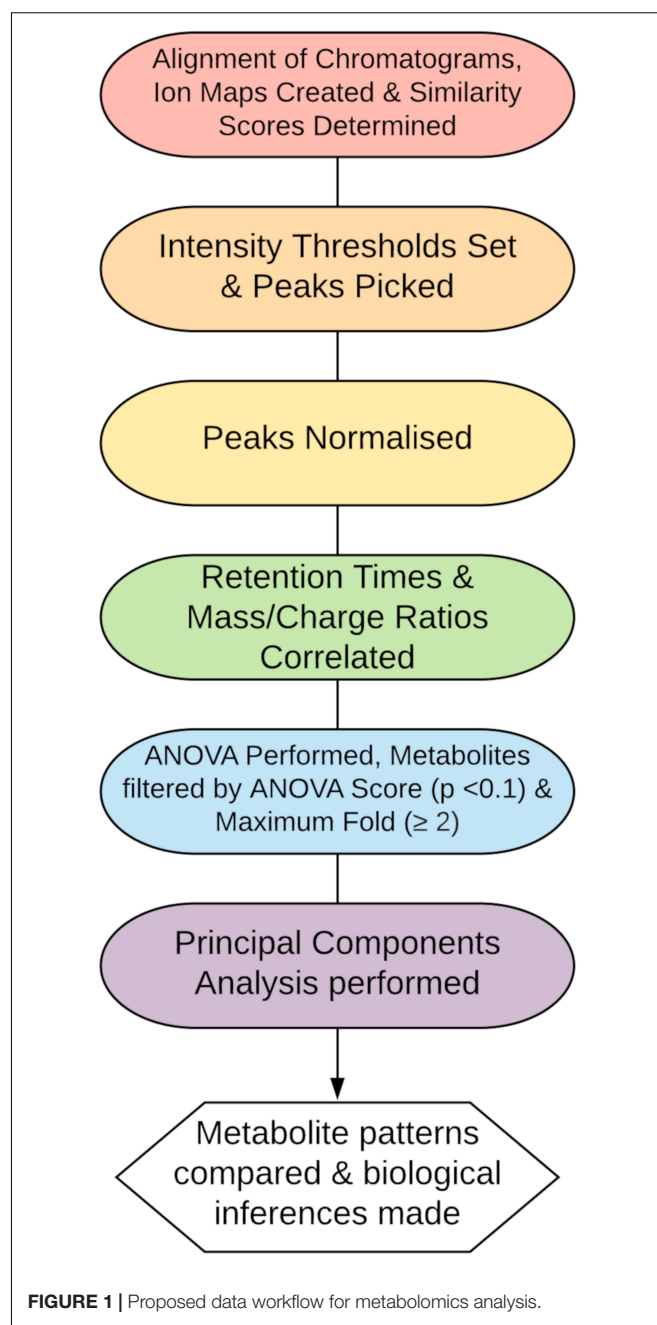 Alignment of Chromatograms,
Ion Maps Created & Similarity
Scores Determined
Intensity Thresholds Set
& Peaks Picked
Peaks Normalised
Retention Times &
Mass/Charge Ratios
Correlated
ANOVA Performed, Metabolites
filtered by ANOVA Score (p <0.1) &
Maximum Fold (≥ 2)
Principal Components
Analysis performed
Metabolite patterns
compared & biological
inferences made
FIGURE 1 | Proposed data workflow for metabolomics analysis.